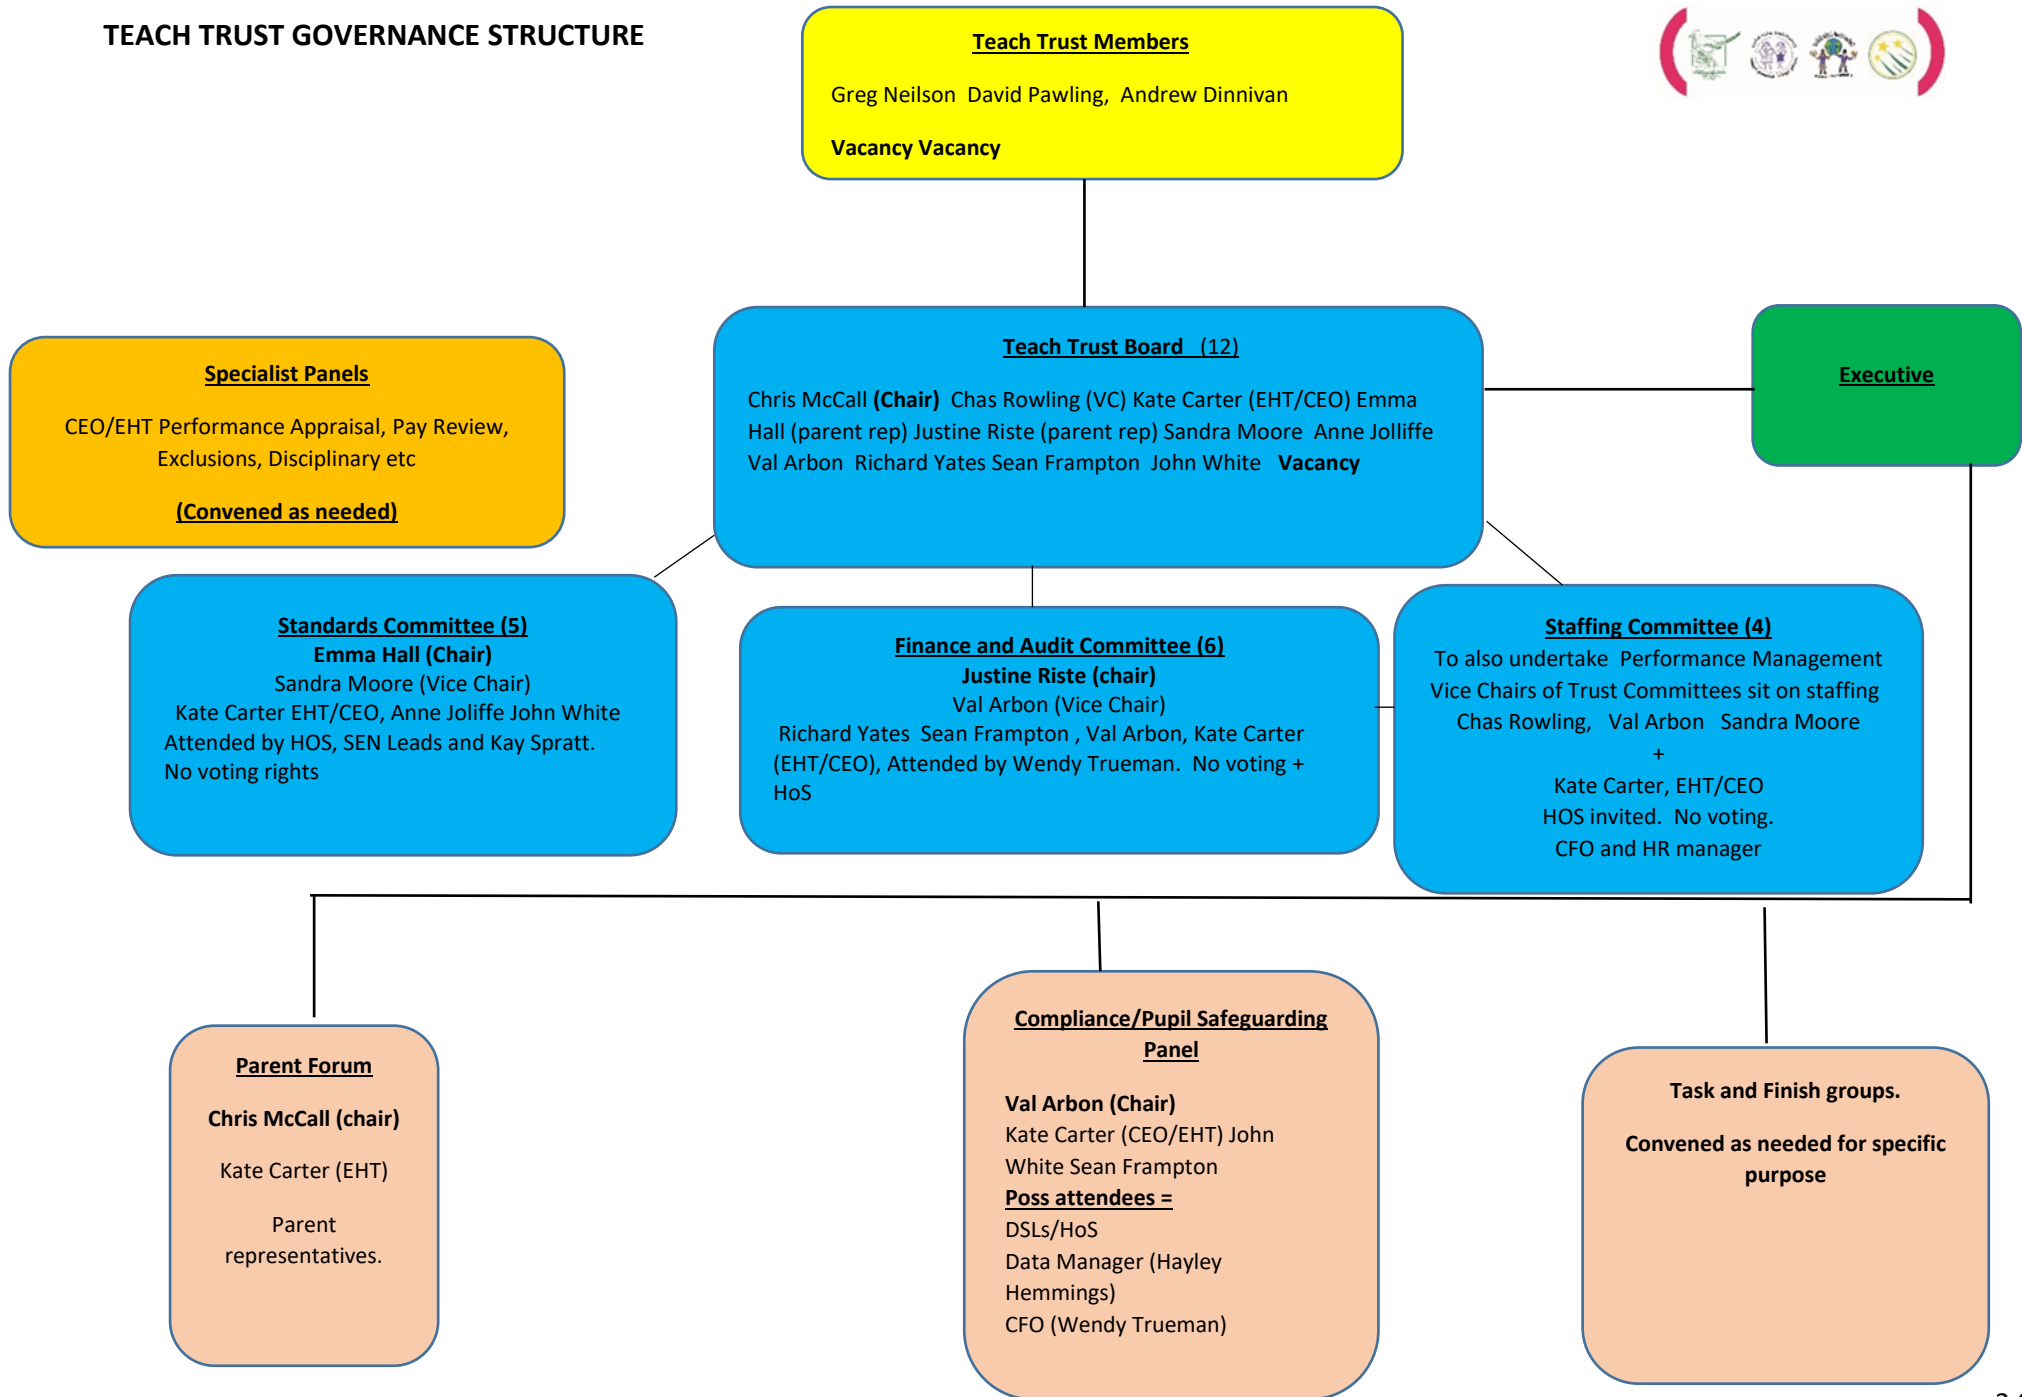 TEACH TRUST GOVERNANCE STRUCTURE
Teach Trust Members
Greg Neilson David Pawling, Andrew Dinnivan
Vacancy Vacancy
Teach Trust Board (12)
Chris McCall (Chair) Chas Rowling (VC) Kate Carter (EHT/CEO) Emma
Hall (parent rep) Justine Riste (parent rep) Sandra Moore Anne Jolliffe
Val Arbon Richard Yates Sean Frampton John White Vacancy
Executive
Specialist Panels
CEO/EHT Performance Appraisal, Pay Review,
Exclusions, Disciplinary etc
(Convened as needed)
Standards Committee (5)
Emma Hall (Chair)
Sandra Moore (Vice Chair)
Kate Carter EHT/CEO, Anne Joliffe John White
Attended by HOS, SEN Leads and Kay Spratt.
No voting rights
Finance and Audit Committee (6)
Justine Riste (chair)
Val Arbon (Vice Chair)
Richard Yates Sean Frampton , Val Arbon, Kate Carter
(EHT/CEO), Attended by Wendy Trueman. No voting +
HoS
Staffing Committee (4)
To also undertake Performance Management
Vice Chairs of Trust Committees sit on staffing
Chas Rowling, Val Arbon Sandra Moore
+
Kate Carter, EHT/CEO
HOS invited. No voting.
CFO and HR manager
Parent Forum
Chris McCall (chair)
Kate Carter (EHT)
Parent
representatives.
Compliance/Pupil Safeguarding
Panel
Val Arbon (Chair)
Kate Carter (CEO/EHT) John
White Sean Frampton
Poss attendees =
DSLs/HoS
Data Manager (Hayley
Hemmings)
CFO (Wendy Trueman)
Task and Finish groups.
Convened as needed for specific
purpose